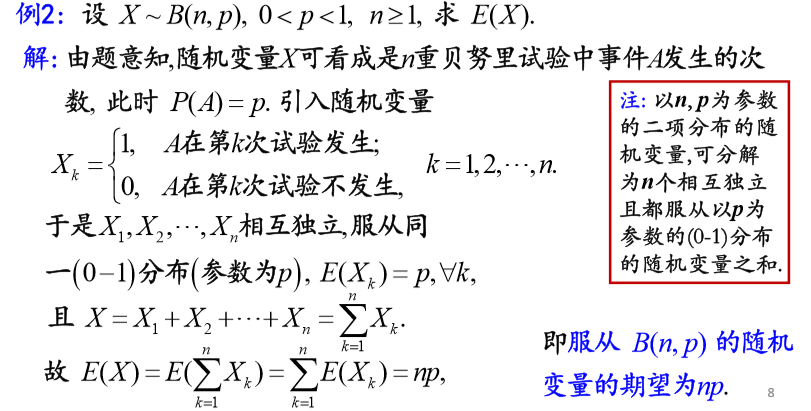 例2: 设 X ~ B(n, p), 0 < p < 1, n ≥ 1, 求 E(X).
解: 由题意知,随机变量X可看成是n重贝努里试验中事件A发生的次
数, 此时 P(A) = p. 引入随机变量
X_k = { 1, A在第k次试验发生;
0, A在第k次试验不发生,
k = 1, 2, ⋯, n.
于是X_1, X_2, ⋯, X_n相互独立,服从同
一(0−1)分布(参数为p), E(X_k) = p, ∀k,
且 X = X_1 + X_2 + ⋯ + X_n = ∑_{k=1}^{n} X_k.
故 E(X) = E(∑_{k=1}^{n} X_k) = ∑_{k=1}^{n} E(X_k) = np,
注: 以n, p为参数
的二项分布的随
机变量,可分解
为n个相互独立
且都服从以p为
参数的(0-1)分布
的随机变量之和.
即服从 B(n, p) 的随机
变量的期望为np.
8